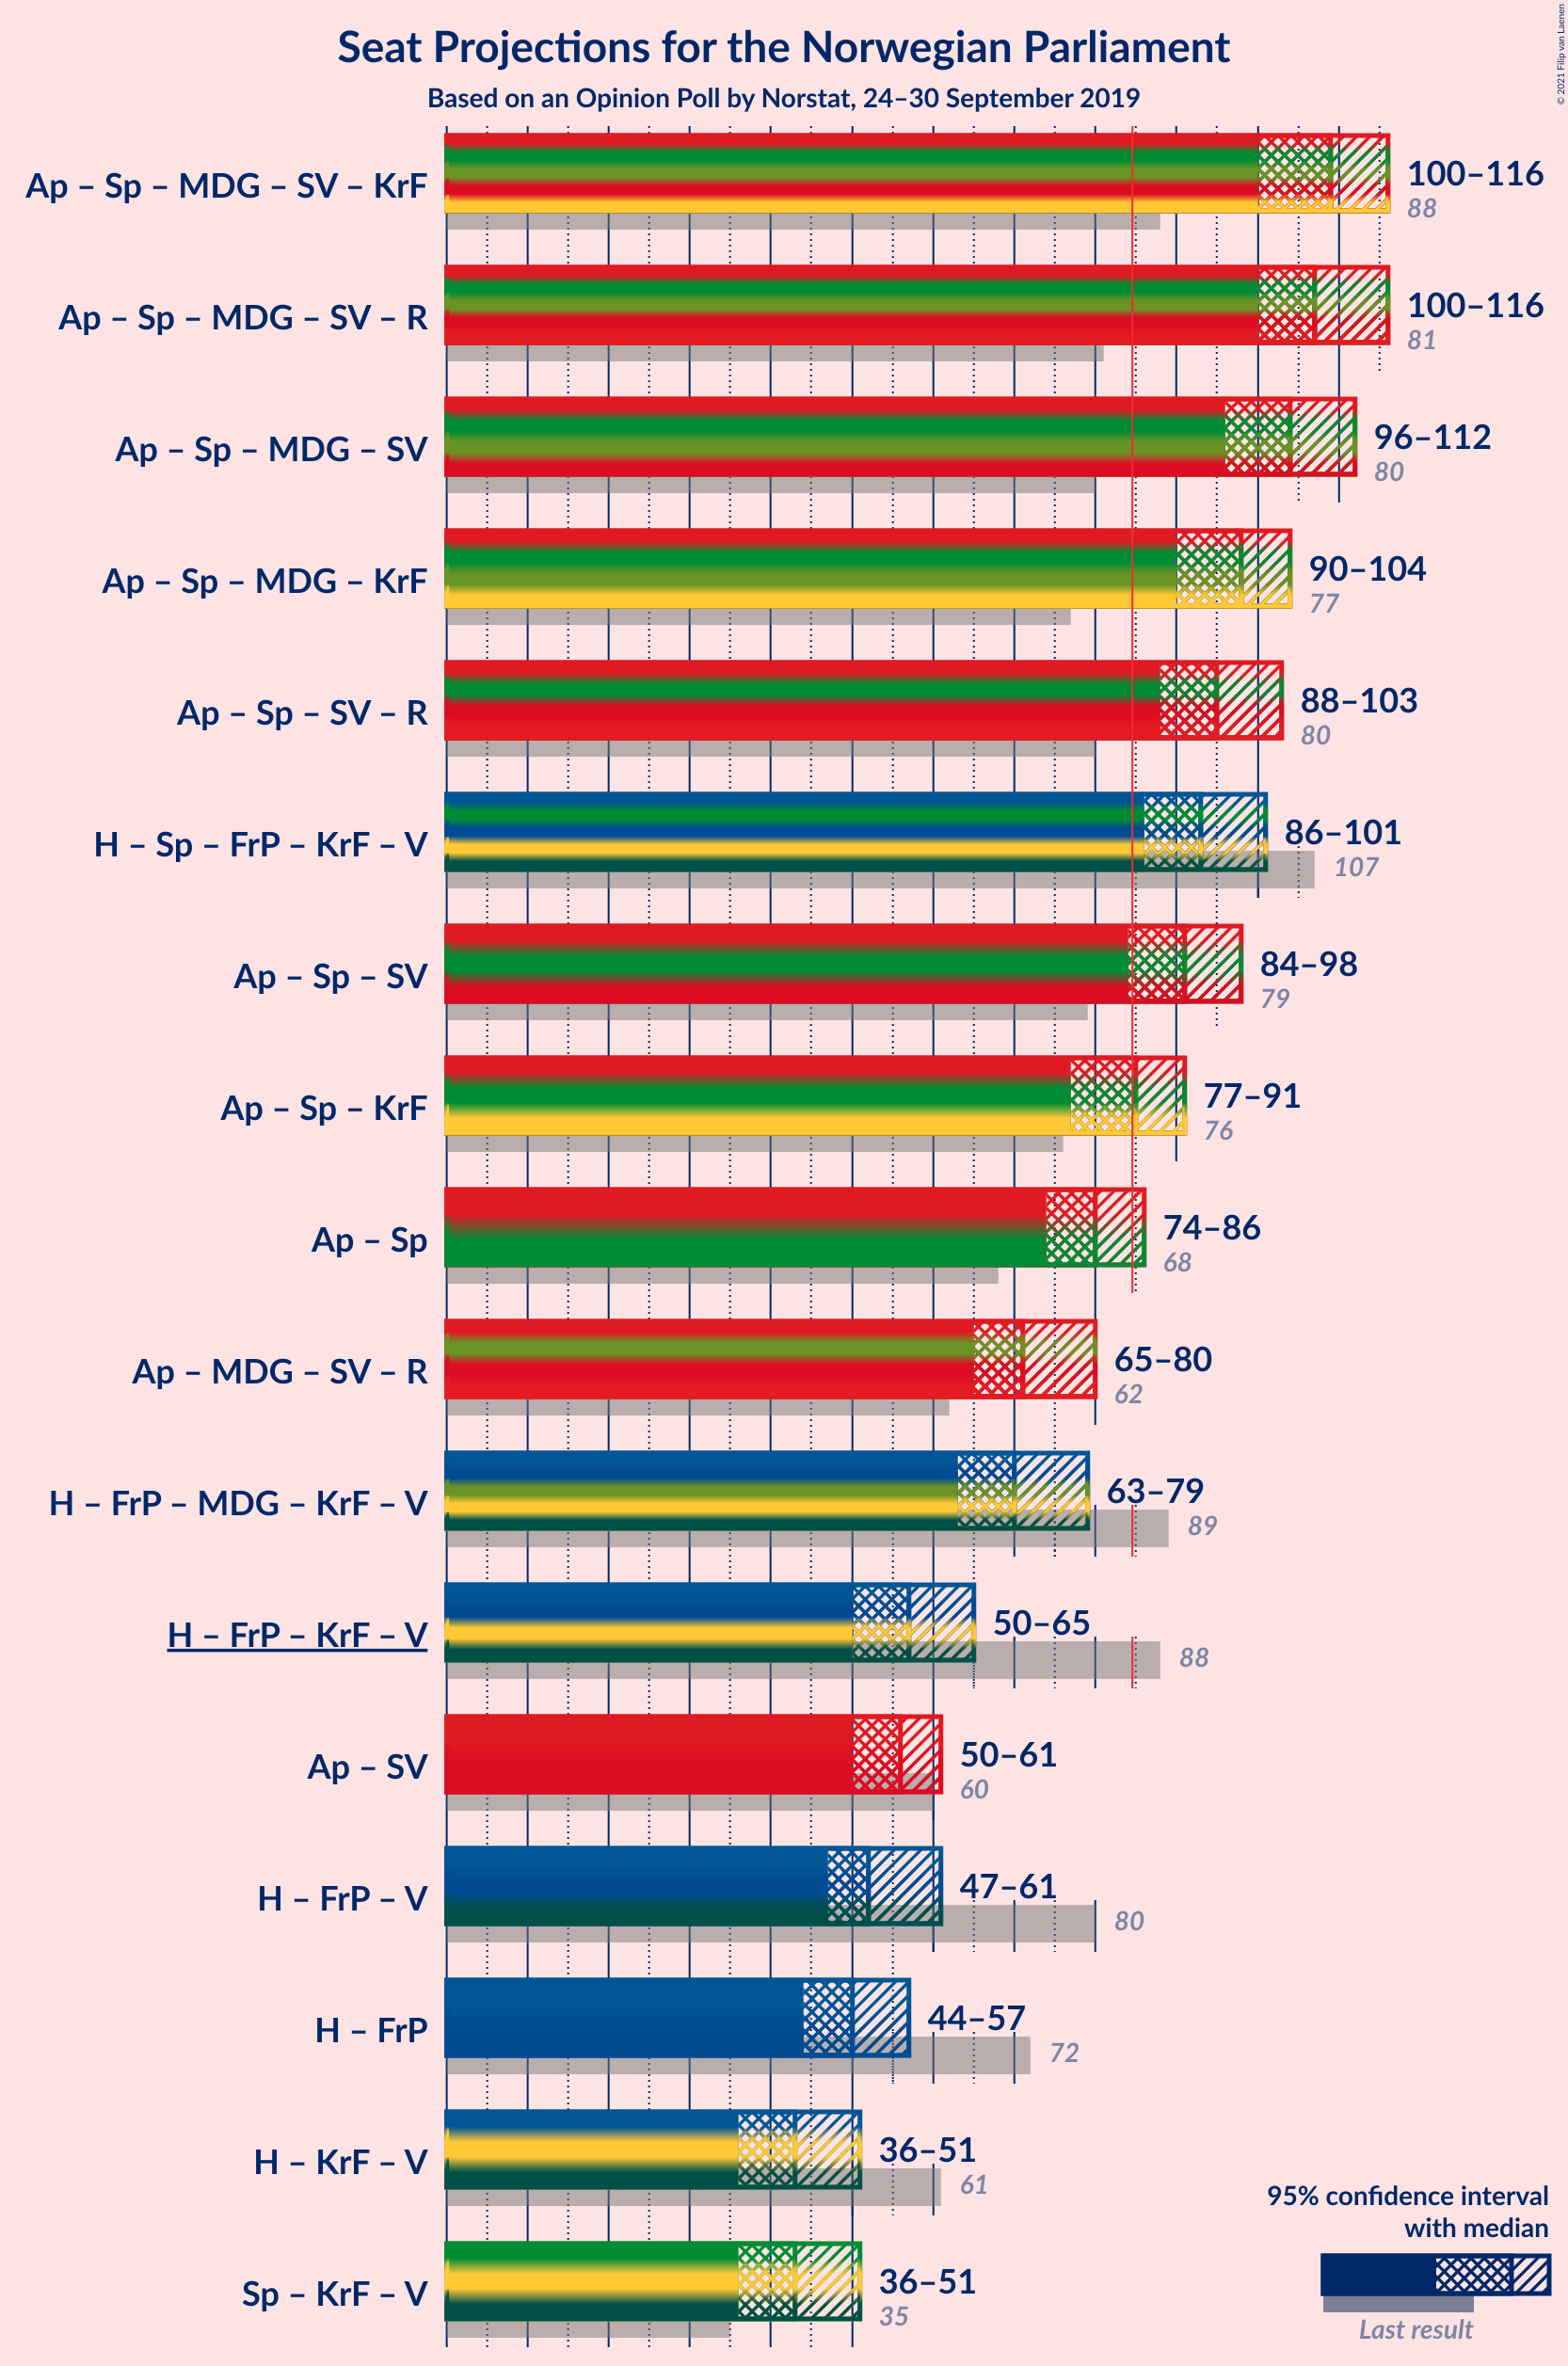 Seat Projections for the Norwegian Parliament
Based on an Opinion Poll by Norstat, 24–30 September 2019
© 2021 Filip van Laenen
Ap – Sp – MDG – SV – KrF
100–116
88
Ap – Sp – MDG – SV – R
100–116
81
Ap – Sp – MDG – SV
96–112
80
Ap – Sp – MDG – KrF
90–104
77
Ap – Sp – SV – R
88–103
80
H – Sp – FrP – KrF – V
86–101
107
Ap – Sp – SV
84–98
79
Ap – Sp – KrF
77–91
76
Ap – Sp
74–86
68
Ap – MDG – SV – R
65–80
62
H – FrP – MDG – KrF – V
63–79
89
H – FrP – KrF – V
50–65
88
Ap – SV
50–61
60
H – FrP – V
47–61
80
H – FrP
44–57
72
H – KrF – V
36–51
61
Sp – KrF – V
36–51
35
95% confidence interval
with median
Last result